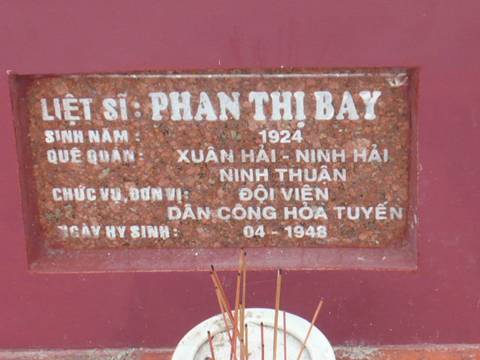 LIỆT SĨ: PHAN THỊ BAY
SINH NĂM: 1924
QUÊ QUÁN: XUÂN HẢI - NINH HẢI
NINH THUẬN
CHỨC VỤ, ĐƠN VỊ: ĐỘI VIÊN
DÂN CÔNG HỎA TUYẾN
NGÀY HY SINH: 04 - 1948